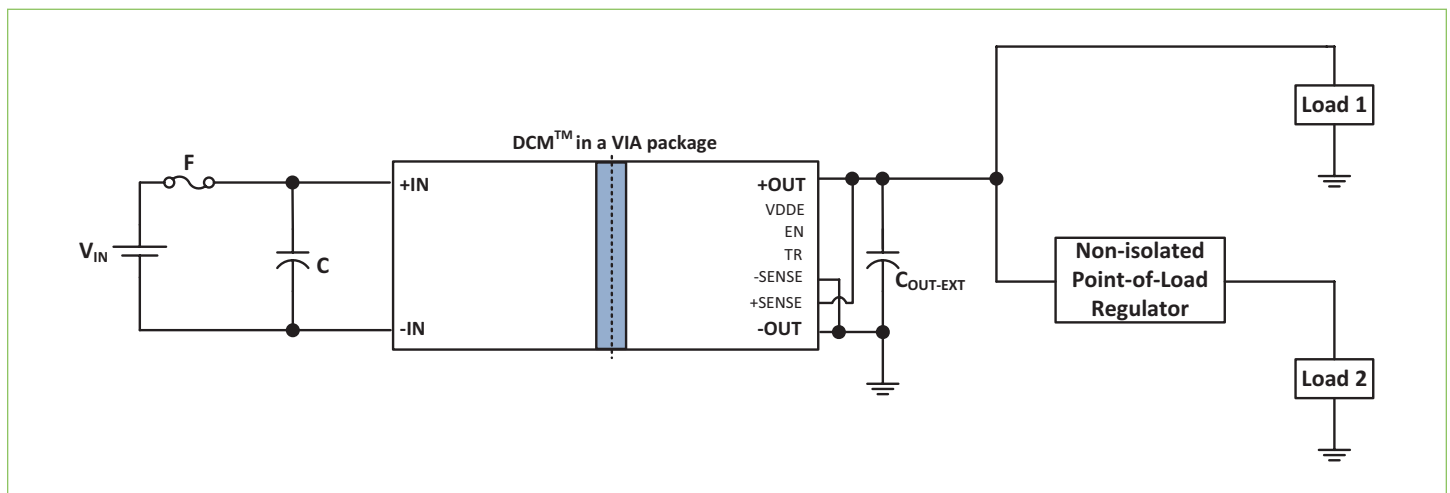 DCM™ in a VIA package
F
+IN
VIN
C
-IN
+OUT
VDDE
EN
TR
-SENSE
+SENSE
-OUT
COUT-EXT
Load 1
Non-isolated
Point-of-Load
Regulator
Load 2